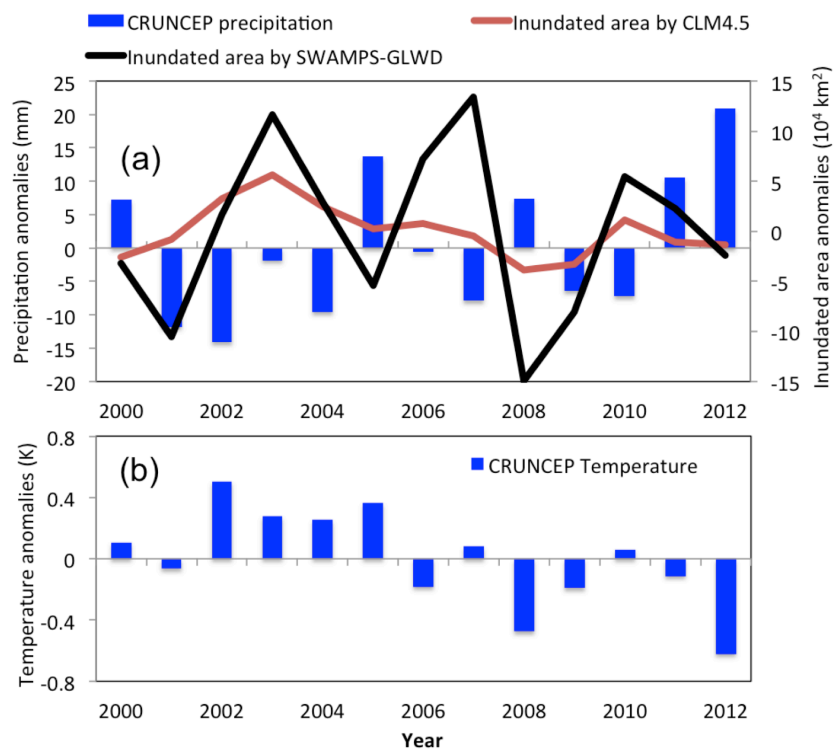 CRUNCEP precipitation Inundated area by CLM4.5
Inundated area by SWAMPS-GLWD
25
20
15
10
5
0
-5
-10
-15
-20
Precipitation anomalies (mm)
(a)
15
10
5
0
-5
-10
-15
Inundated area anomalies (10⁴ km²)
2000 2002 2004 2006 2008 2010 2012
0.8
0.4
0
-0.4
-0.8
Temperature anomalies (K)
(b)
CRUNCEP Temperature
2000 2002 2004 2006 2008 2010 2012
Year